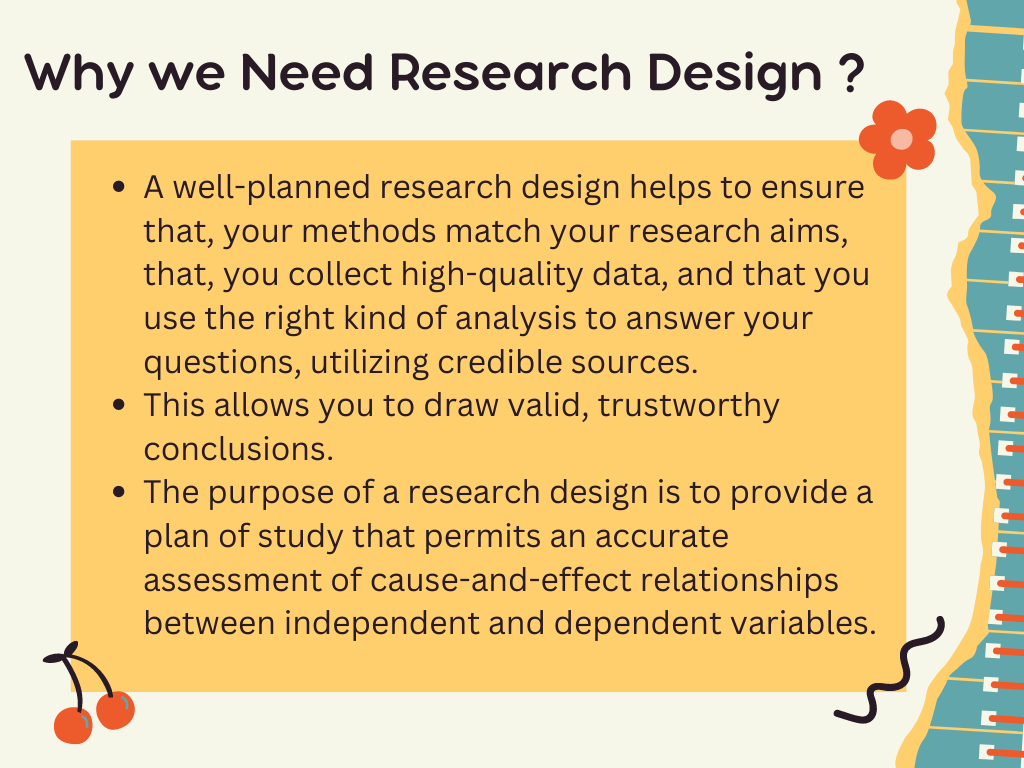 Why we Need Research Design ?
• A well-planned research design helps to ensure
that, your methods match your research aims,
that, you collect high-quality data, and that you
use the right kind of analysis to answer your
questions, utilizing credible sources.
• This allows you to draw valid, trustworthy
conclusions.
• The purpose of a research design is to provide a
plan of study that permits an accurate
assessment of cause-and-effect relationships
between independent and dependent variables.